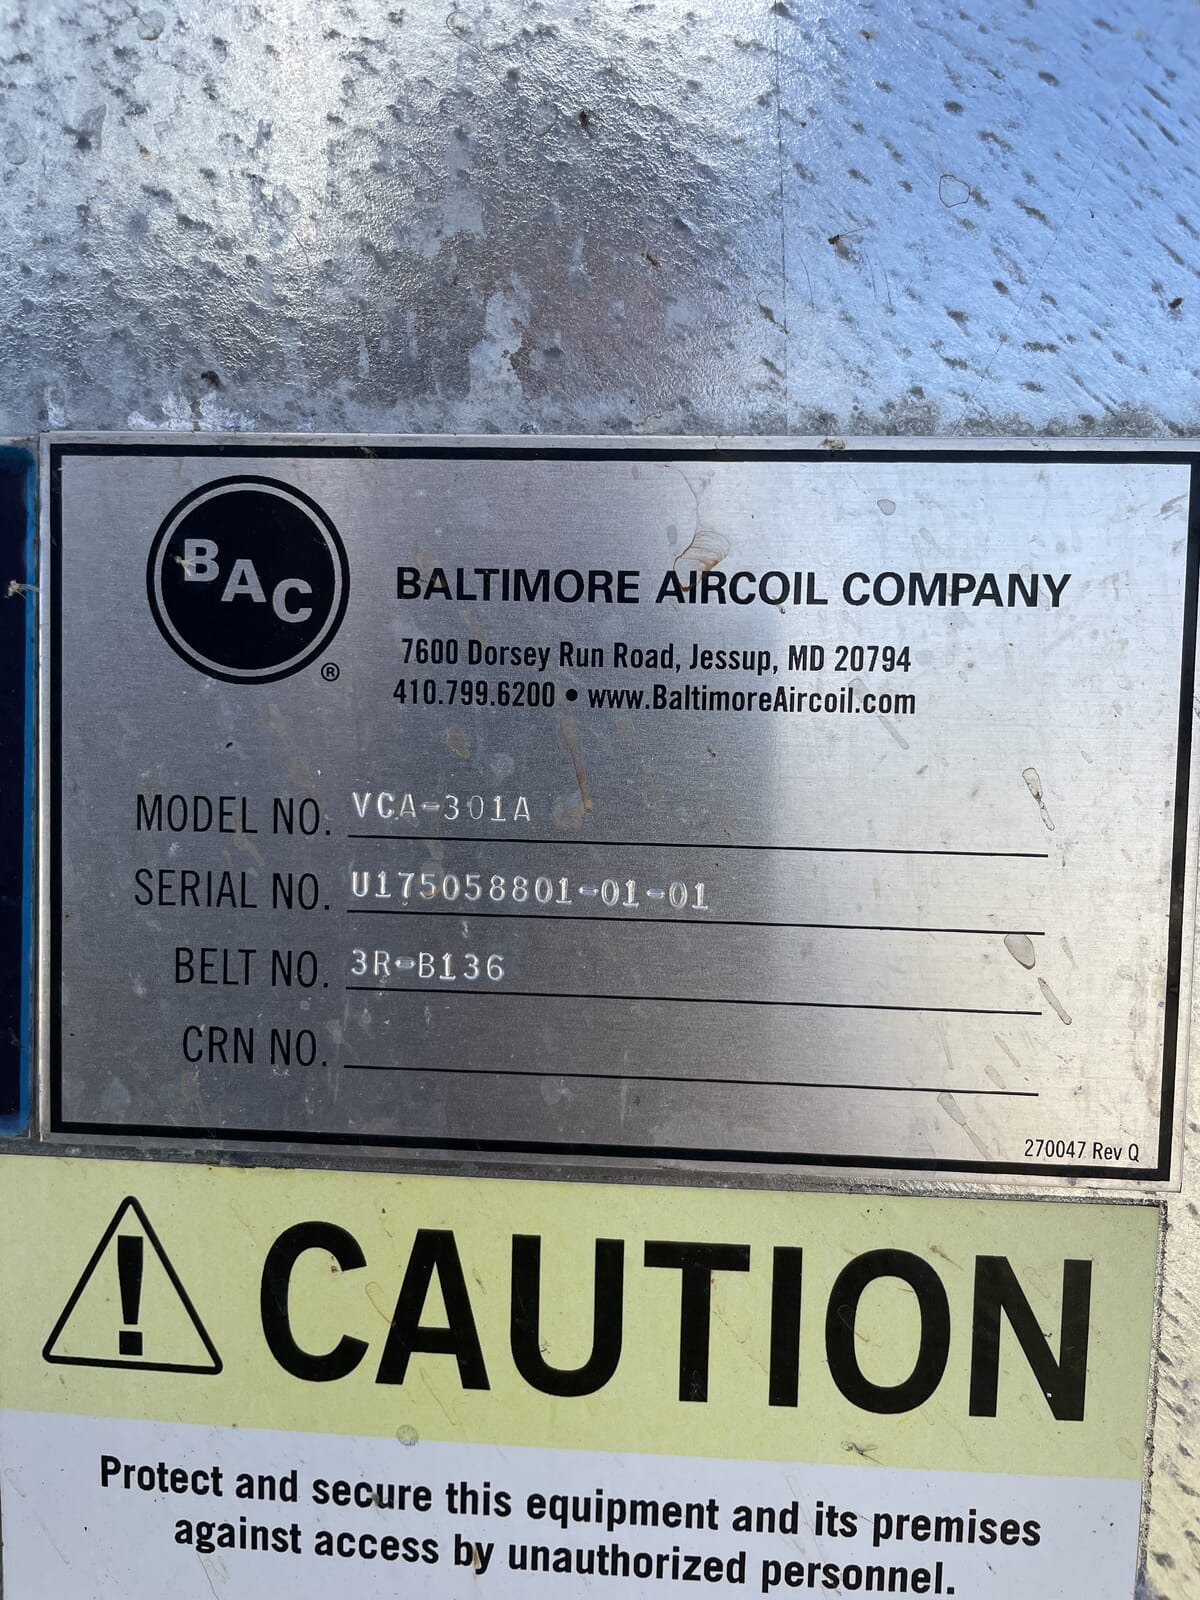 BAC
®
BALTIMORE AIRCOIL COMPANY
7600 Dorsey Run Road, Jessup, MD 20794
410.799.6200 • www.BaltimoreAircoil.com
MODEL NO. VCA-301A
SERIAL NO. U175058801-01-01
BELT NO. 3R-B136
CRN NO.
270047 Rev Q
CAUTION
Protect and secure this equipment and its premises
against access by unauthorized personnel.